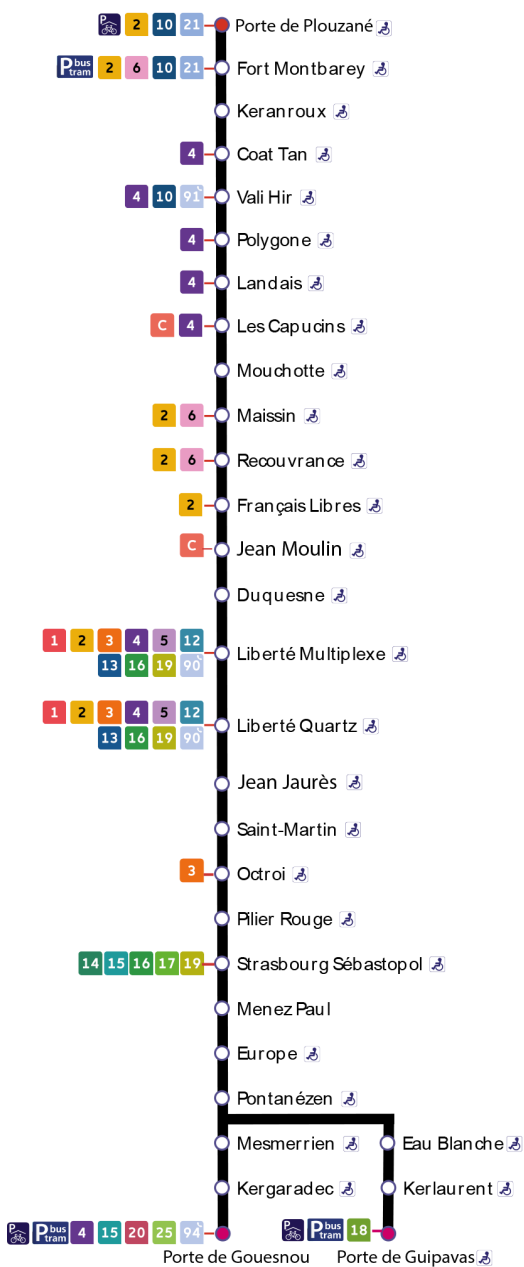 P 2 10 21 Porte de Plouzané
P bus tram 2 6 10 21 Fort Montbarey
Keranroux
4 Coat Tan
4 10 91 Vali Hir
4 Polygone
4 Landais
C 4 Les Capucins
Mouchotte
2 6 Maissin
2 6 Recouvrance
2 Français Libres
C Jean Moulin
Duquesne
1 2 3 4 5 12
13 16 19 90 Liberté Multiplexe
1 2 3 4 5 12
13 16 19 90 Liberté Quartz
Jean Jaurès
Saint-Martin
3 Octroi
Pilier Rouge
14 15 16 17 19 Strasbourg Sébastopol
Menez Paul
Europe
Pontanézen
Mesmerrien Eau Blanche
Kergaradec Kerlaurent
P P bus tram 4 15 20 25 94 P P bus tram 18
Porte de Gouesnou Porte de Guipavas